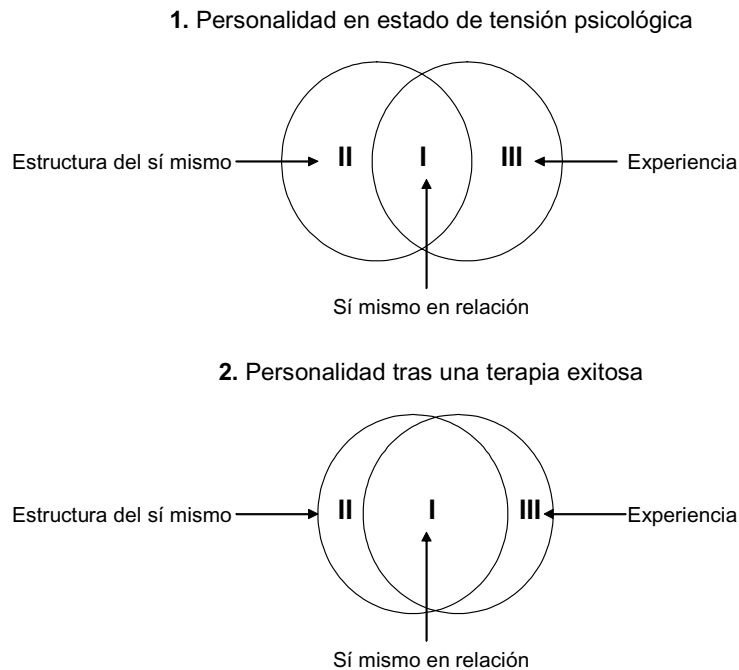 1. Personalidad en estado de tensión psicológica
Estructura del sí mismo II I III Experiencia
Sí mismo en relación
2. Personalidad tras una terapia exitosa
Estructura del sí mismo II I III Experiencia
Sí mismo en relación